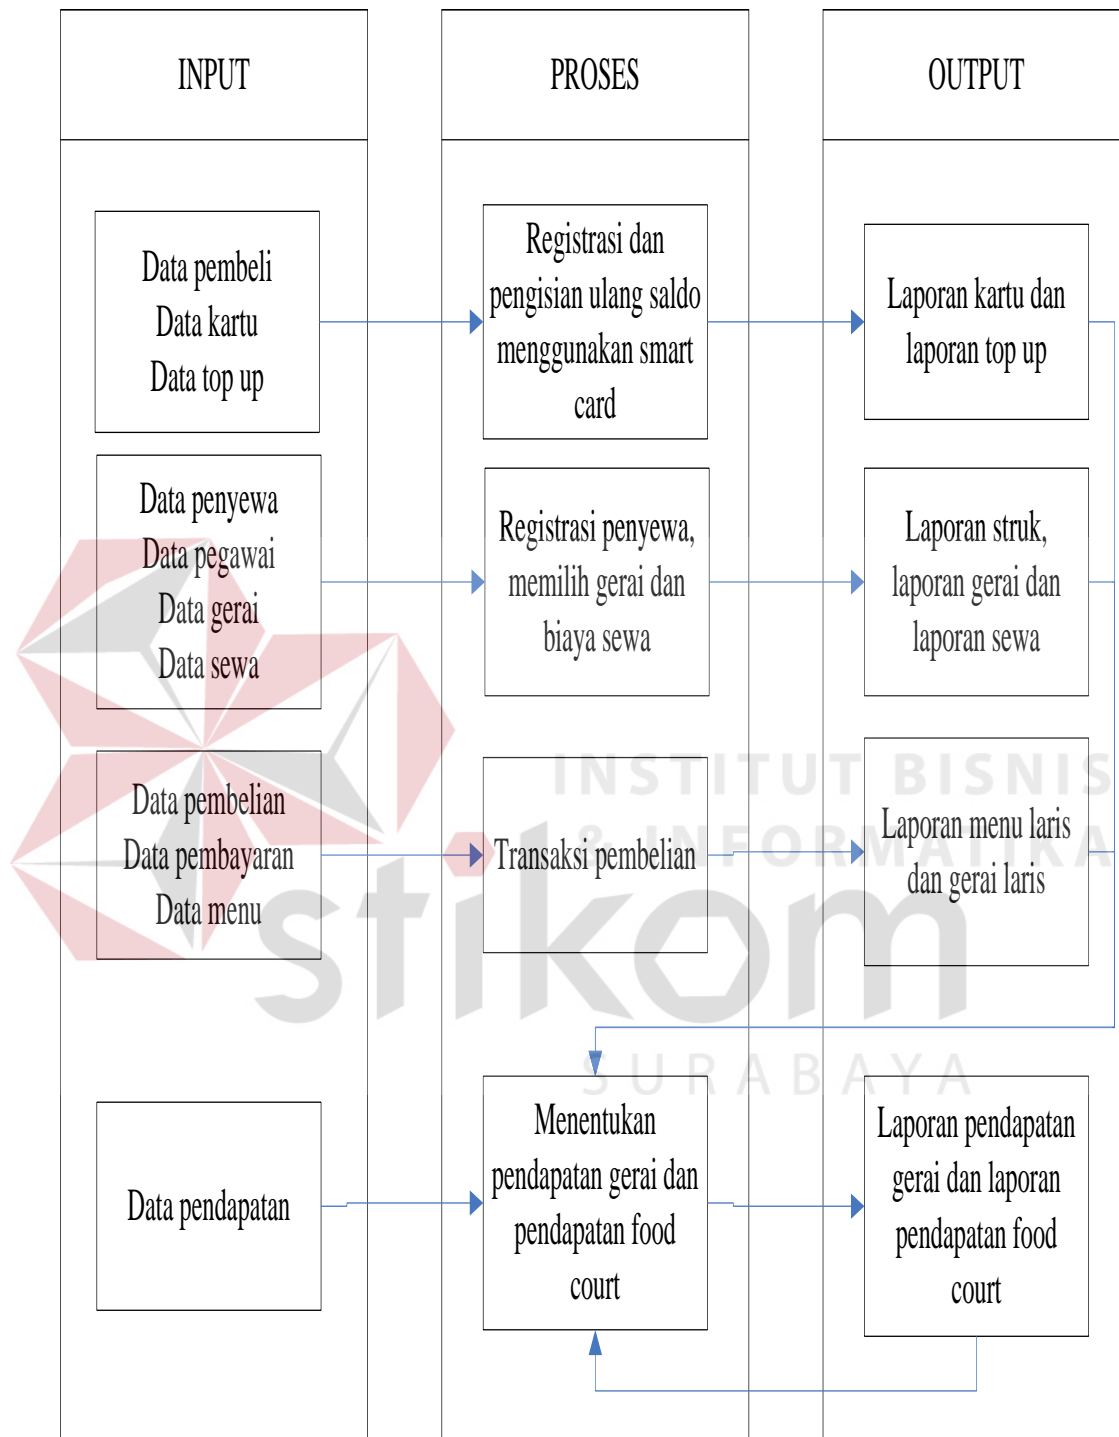 INPUT
PROSES
OUTPUT
Data pembeli
Data kartu
Data top up
Registrasi dan
pengisian ulang saldo
menggunakan smart
card
Laporan kartu dan
laporan top up
Data penyewa
Data pegawai
Data gerai
Data sewa
Registrasi penyewa,
memilih gerai dan
biaya sewa
Laporan struk,
laporan gerai dan
laporan sewa
Data pembelian
Data pembayaran
Data menu
Transaksi pembelian
Laporan menu laris
dan gerai laris
INSTITUT BISNIS
& INFORMATIKA
stikom
SURABAYA
Data pendapatan
Menentukan
pendapatan gerai dan
pendapatan food
court
Laporan pendapatan
gerai dan laporan
pendapatan food
court